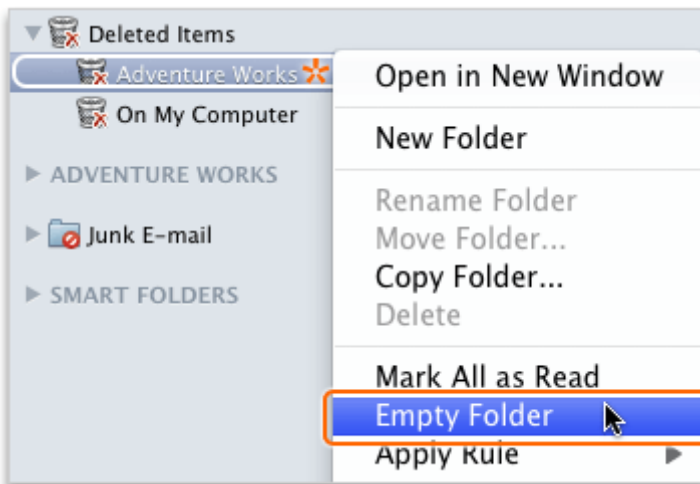 Deleted Items
Adventure Works
On My Computer
ADVENTURE WORKS
Junk E-mail
SMART FOLDERS
Open in New Window
New Folder
Rename Folder
Move Folder...
Copy Folder...
Delete
Mark All as Read
Empty Folder
Apply Rule